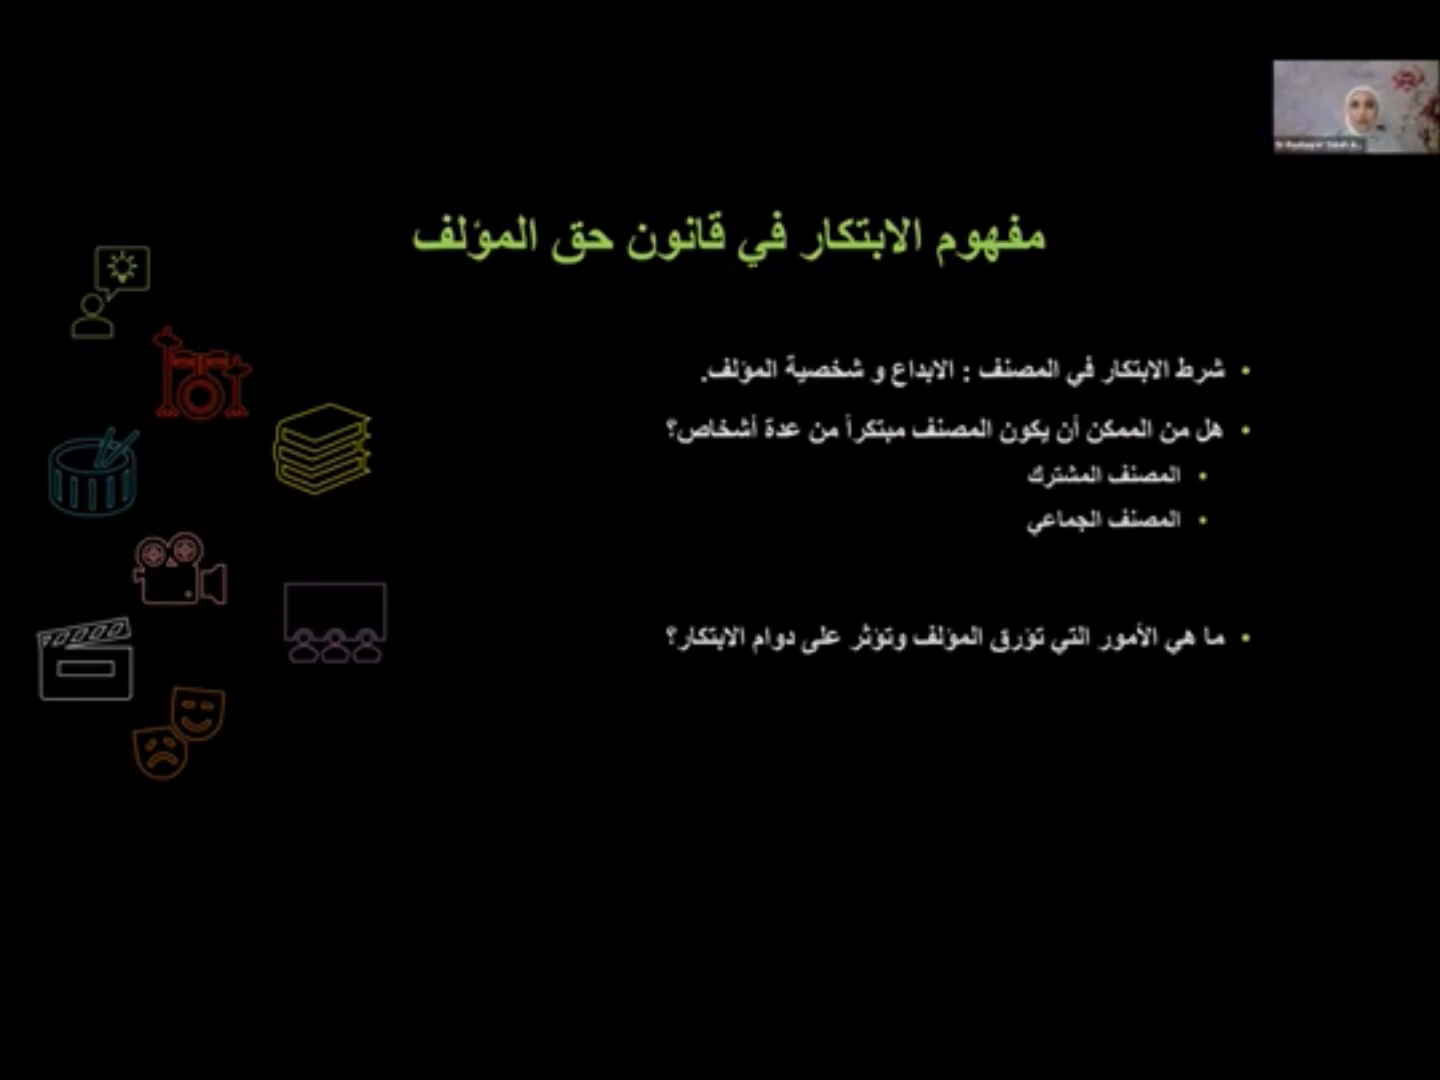 مفهوم الابتكار في قانون حق المؤلف
• شرط الابتكار في المصنف : الابداع و شخصية المؤلف.
• هل من الممكن أن يكون المصنف مبتكراً من عدة أشخاص؟
• المصنف المشترك
• المصنف الجماعي
• ما هي الأمور التي تؤرق المؤلف وتؤثر على دوام الابتكار؟